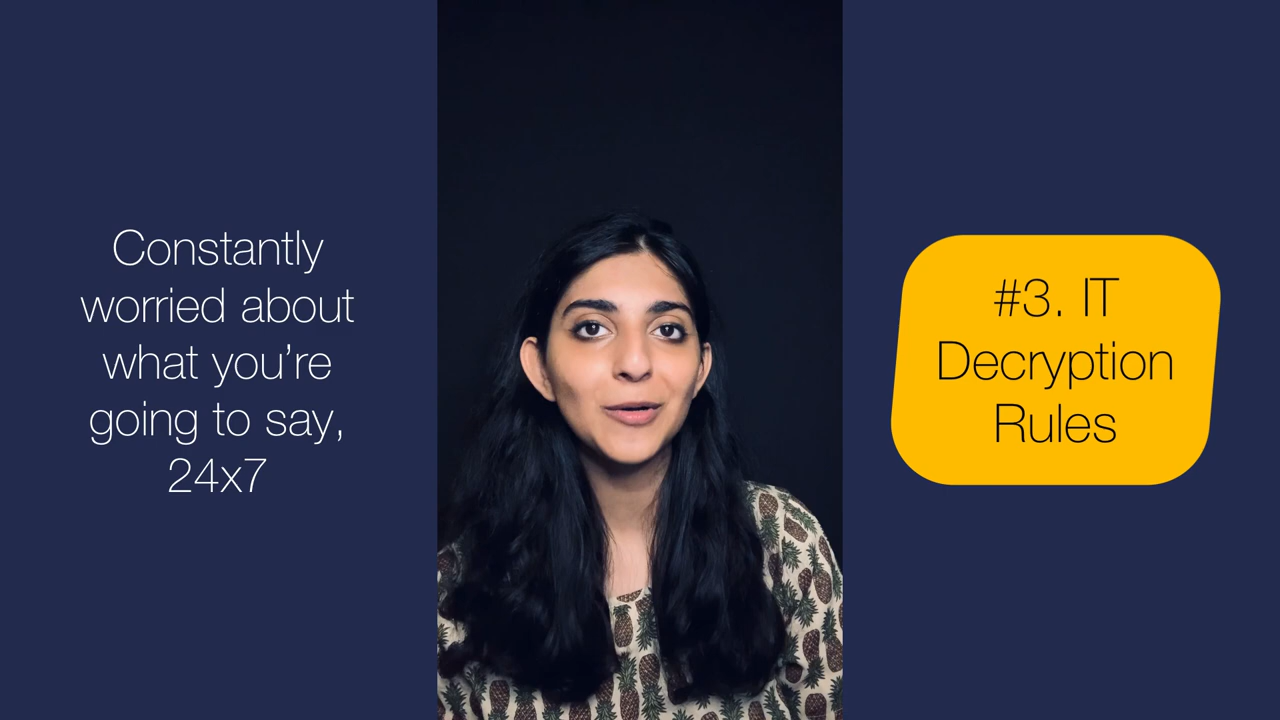 Constantly
worried about
what you’re
going to say,
24x7
#3. IT
Decryption
Rules